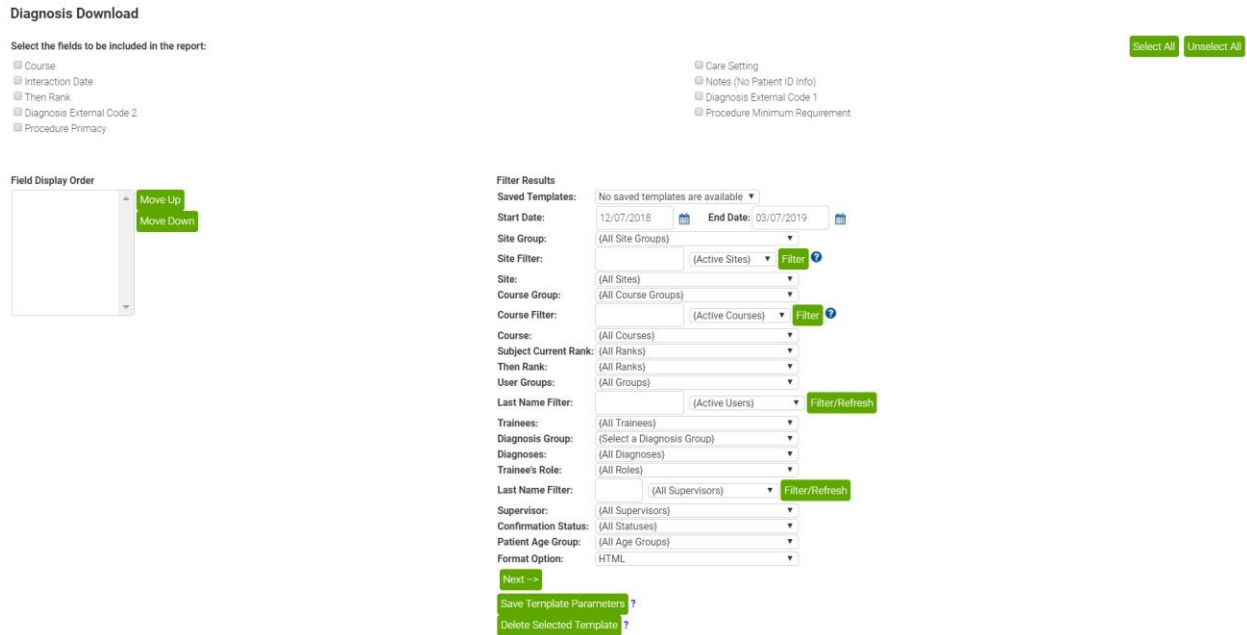 Diagnosis Download
Select the fields to be included in the report:
Select All Unselect All
Course
Interaction Date
Then Rank
Diagnosis External Code 2
Procedure Primacy
Care Setting
Notes (No Patient ID Info)
Diagnosis External Code 1
Procedure Minimum Requirement
Field Display Order
Move Up
Move Down
Filter Results
Saved Templates: No saved templates are available
Start Date: 12/07/2018 End Date: 03/07/2019
Site Group: {All Site Groups}
Site Filter: {Active Sites} Filter ?
Site: {All Sites}
Course Group: {All Course Groups}
Course Filter: {Active Courses} Filter ?
Course: {All Courses}
Subject Current Rank: {All Ranks}
Then Rank: {All Ranks}
User Groups: {All Groups}
Last Name Filter: {Active Users} Filter/Refresh
Trainees: {All Trainees}
Diagnosis Group: {Select a Diagnosis Group}
Diagnoses: {All Diagnoses}
Trainee's Role: {All Roles}
Last Name Filter: {All Supervisors} Filter/Refresh
Supervisor: {All Supervisors}
Confirmation Status: {All Statuses}
Patient Age Group: {All Age Groups}
Format Option: HTML
Next -->
Save Template Parameters ?
Delete Selected Template ?